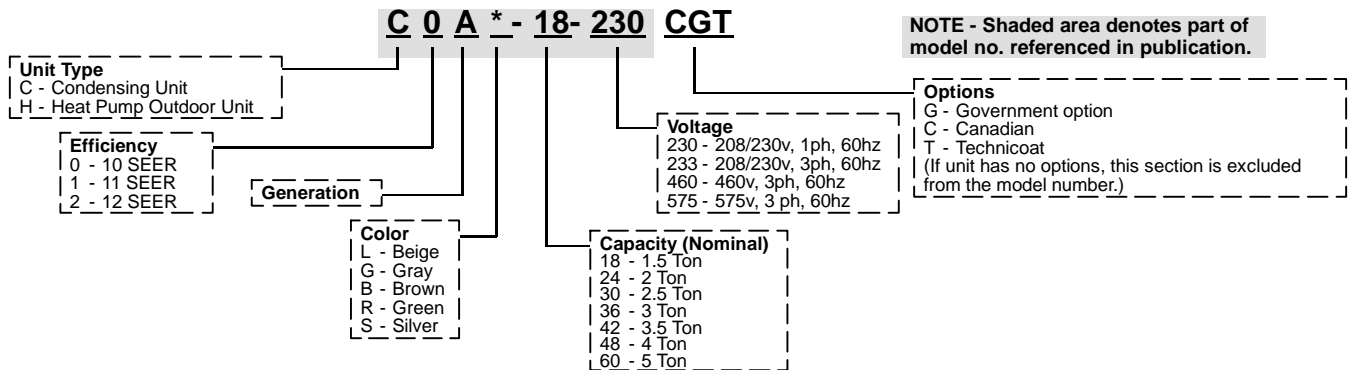 C 0 A * - 18 - 230 CGT
NOTE - Shaded area denotes part of
model no. referenced in publication.
Unit Type
C - Condensing Unit
H - Heat Pump Outdoor Unit
Efficiency
0 - 10 SEER
1 - 11 SEER
2 - 12 SEER
Generation
Color
L - Beige
G - Gray
B - Brown
R - Green
S - Silver
Capacity (Nominal)
18 - 1.5 Ton
24 - 2 Ton
30 - 2.5 Ton
36 - 3 Ton
42 - 3.5 Ton
48 - 4 Ton
60 - 5 Ton
Voltage
230 - 208/230v, 1ph, 60hz
233 - 208/230v, 3ph, 60hz
460 - 460v, 3ph, 60hz
575 - 575v, 3 ph, 60hz
Options
G - Government option
C - Canadian
T - Technicoat
(If unit has no options, this section is excluded
from the model number.)